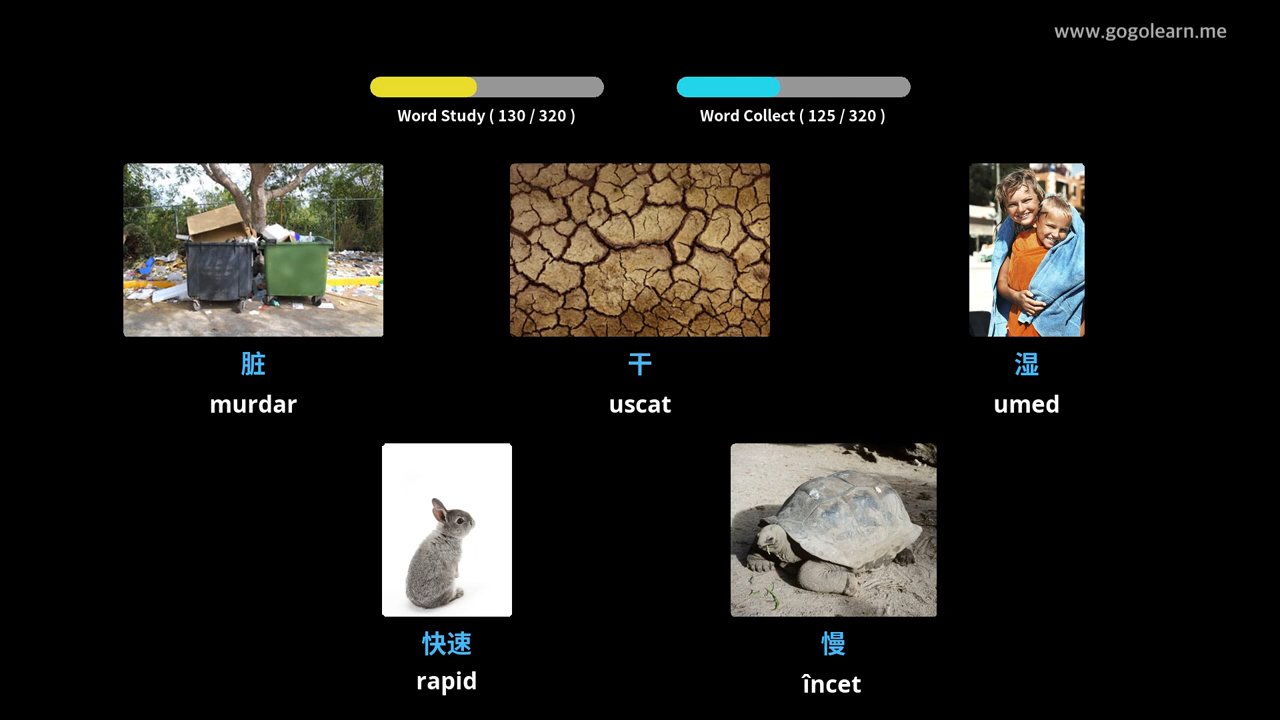 www.gogolearn.me
Word Study ( 130 / 320 )
Word Collect ( 125 / 320 )
脏
murdar
干
uscat
湿
umed
快速
rapid
慢
încet